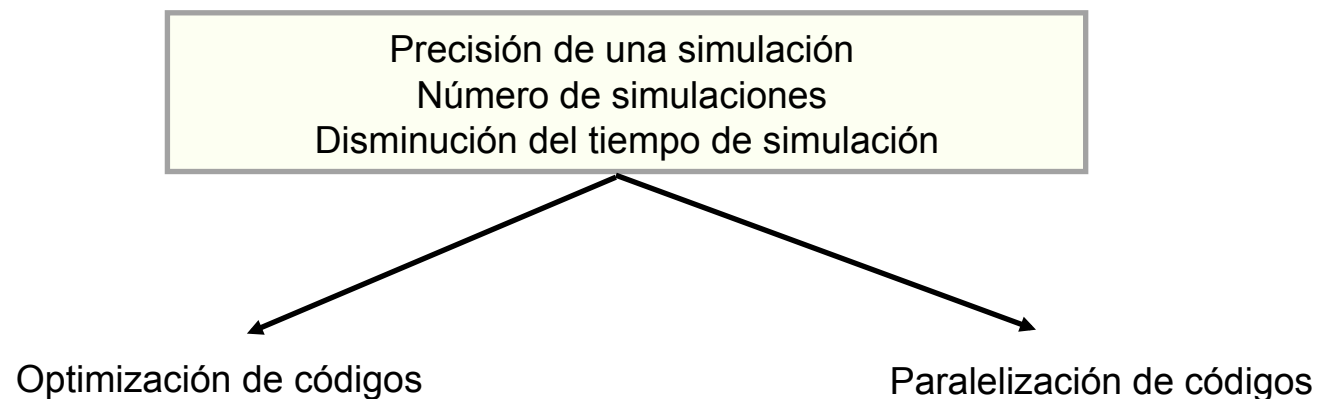 Precisión de una simulación
Número de simulaciones
Disminución del tiempo de simulación
Optimización de códigos
Paralelización de códigos